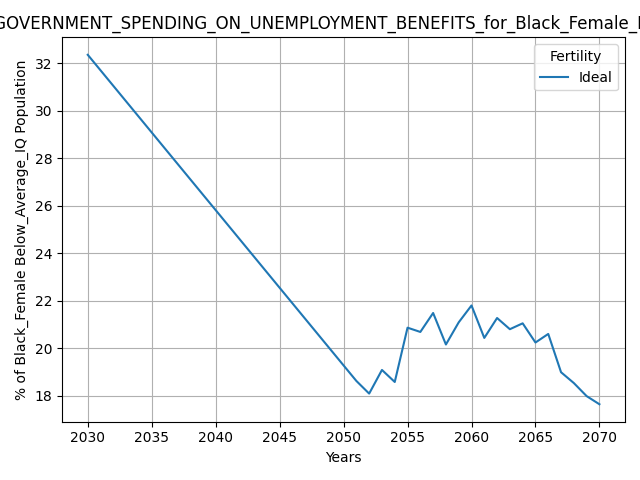 GOVERNMENT_SPENDING_ON_UNEMPLOYMENT_BENEFITS_for_Black_Female_
Fertility
Ideal
% of Black_Female Below_Average_IQ Population
32
30
28
26
24
22
20
18
2030 2035 2040 2045 2050 2055 2060 2065 2070
Years